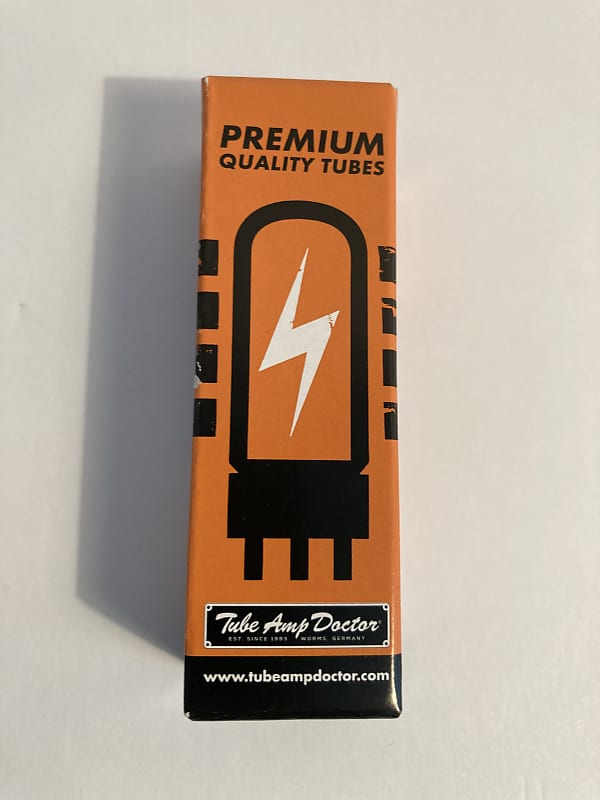 PREMIUM
QUALITY TUBES
Tube Amp Doctor
EST. SINCE 1993 WORMS, GERMANY
www.tubeampdoctor.com